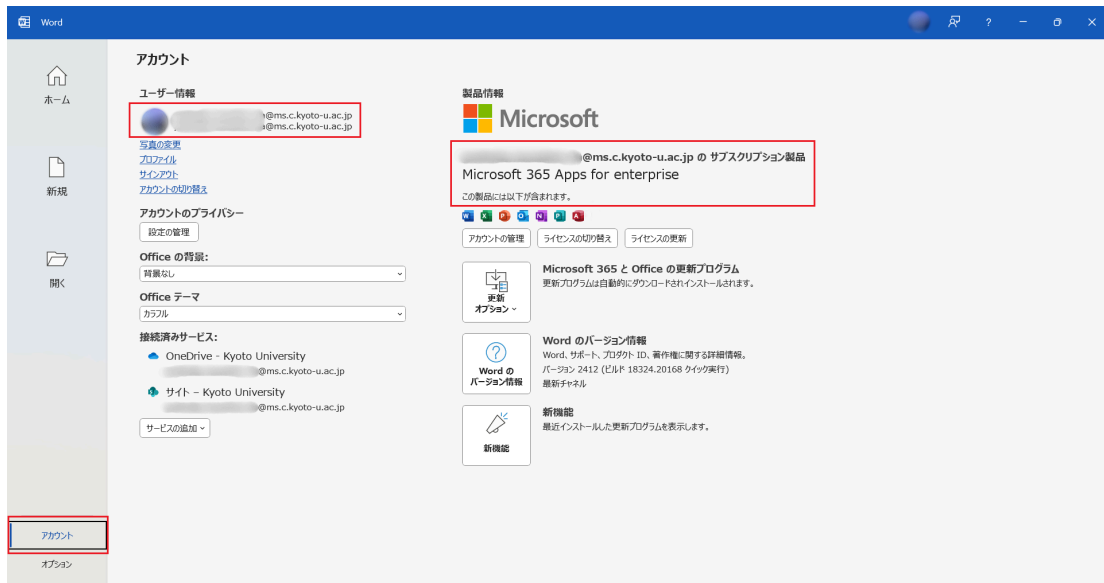 Word
?
ホーム
新規
開く
アカウント
オプション
アカウント
ユーザー情報
@ms.c.kyoto-u.ac.jp
@ms.c.kyoto-u.ac.jp
写真の変更
プロファイル
サインアウト
アカウントの切り替え
アカウントのプライバシー
設定の管理
Office の背景:
背景なし
Office テーマ
カラフル
接続済みサービス:
OneDrive - Kyoto University
@ms.c.kyoto-u.ac.jp
サイト – Kyoto University
@ms.c.kyoto-u.ac.jp
サービスの追加
製品情報
Microsoft
@ms.c.kyoto-u.ac.jp の サブスクリプション製品
Microsoft 365 Apps for enterprise
この製品には以下が含まれます。
アカウントの管理 ライセンスの切り替え ライセンスの更新
更新
オプション
Microsoft 365 と Office の更新プログラム
更新プログラムは自動的にダウンロードされインストールされます。
Word の
バージョン情報
Word のバージョン情報
Word、サポート、プロダクト ID、著作権に関する詳細情報。
バージョン 2412 (ビルド 18324.20168 クイック実行)
最新チャネル
新機能
新機能
最近インストールした更新プログラムを表示します。